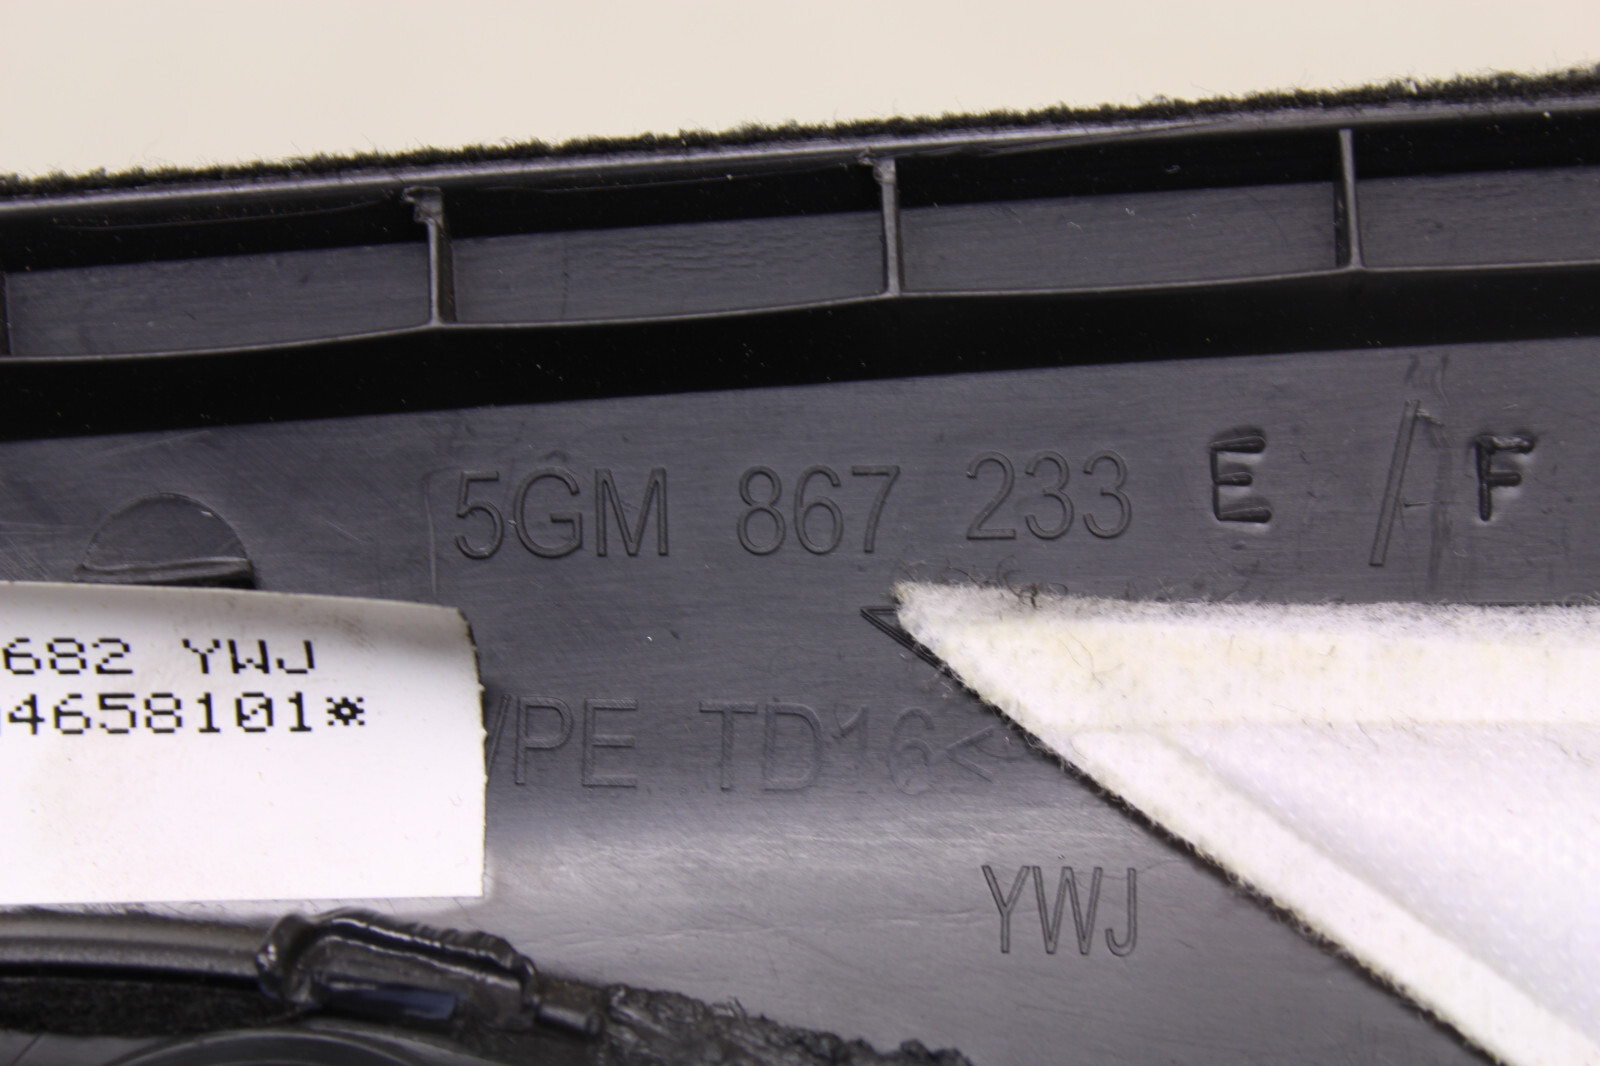 5GM 867 233 E / F
682 YWJ
4658101*
/PE TD16<
YWJ